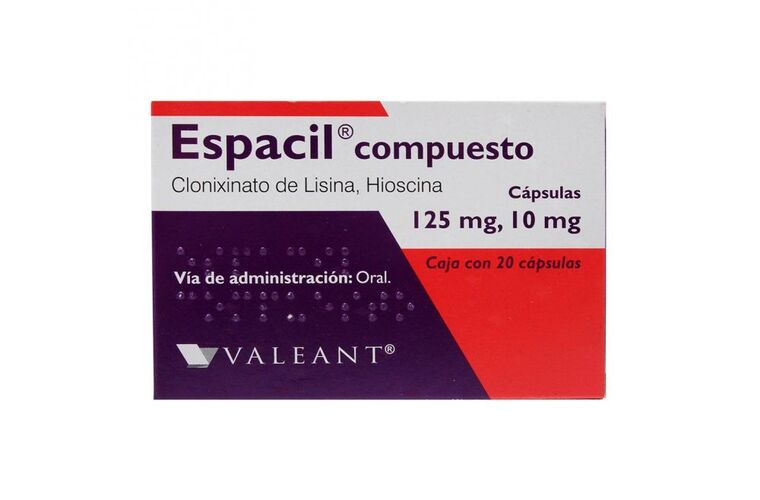 Espacil® compuesto
Clonixinato de Lisina, Hioscina
Cápsulas
125 mg, 10 mg
Caja con 20 cápsulas
Vía de administración: Oral.
VALEANT®